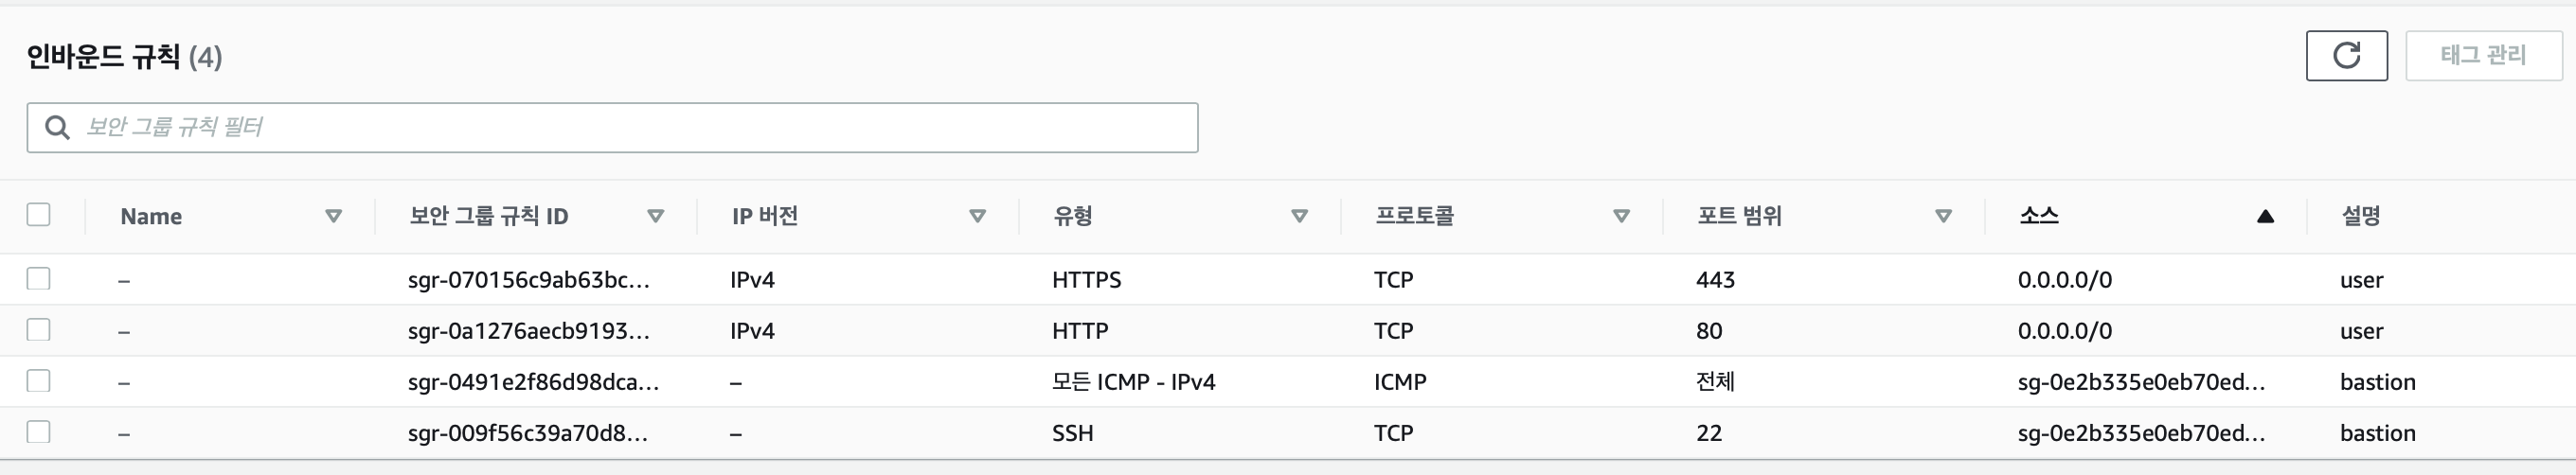 인바운드 규칙 (4)
태그 관리
보안 그룹 규칙 필터
Name 보안 그룹 규칙 ID IP 버전 유형 프로토콜 포트 범위 소스 설명
– sgr-070156c9ab63bc... IPv4 HTTPS TCP 443 0.0.0.0/0 user
– sgr-0a1276aecb9193... IPv4 HTTP TCP 80 0.0.0.0/0 user
– sgr-0491e2f86d98dca... – 모든 ICMP - IPv4 ICMP 전체 sg-0e2b335e0eb70ed... bastion
– sgr-009f56c39a70d8... – SSH TCP 22 sg-0e2b335e0eb70ed... bastion